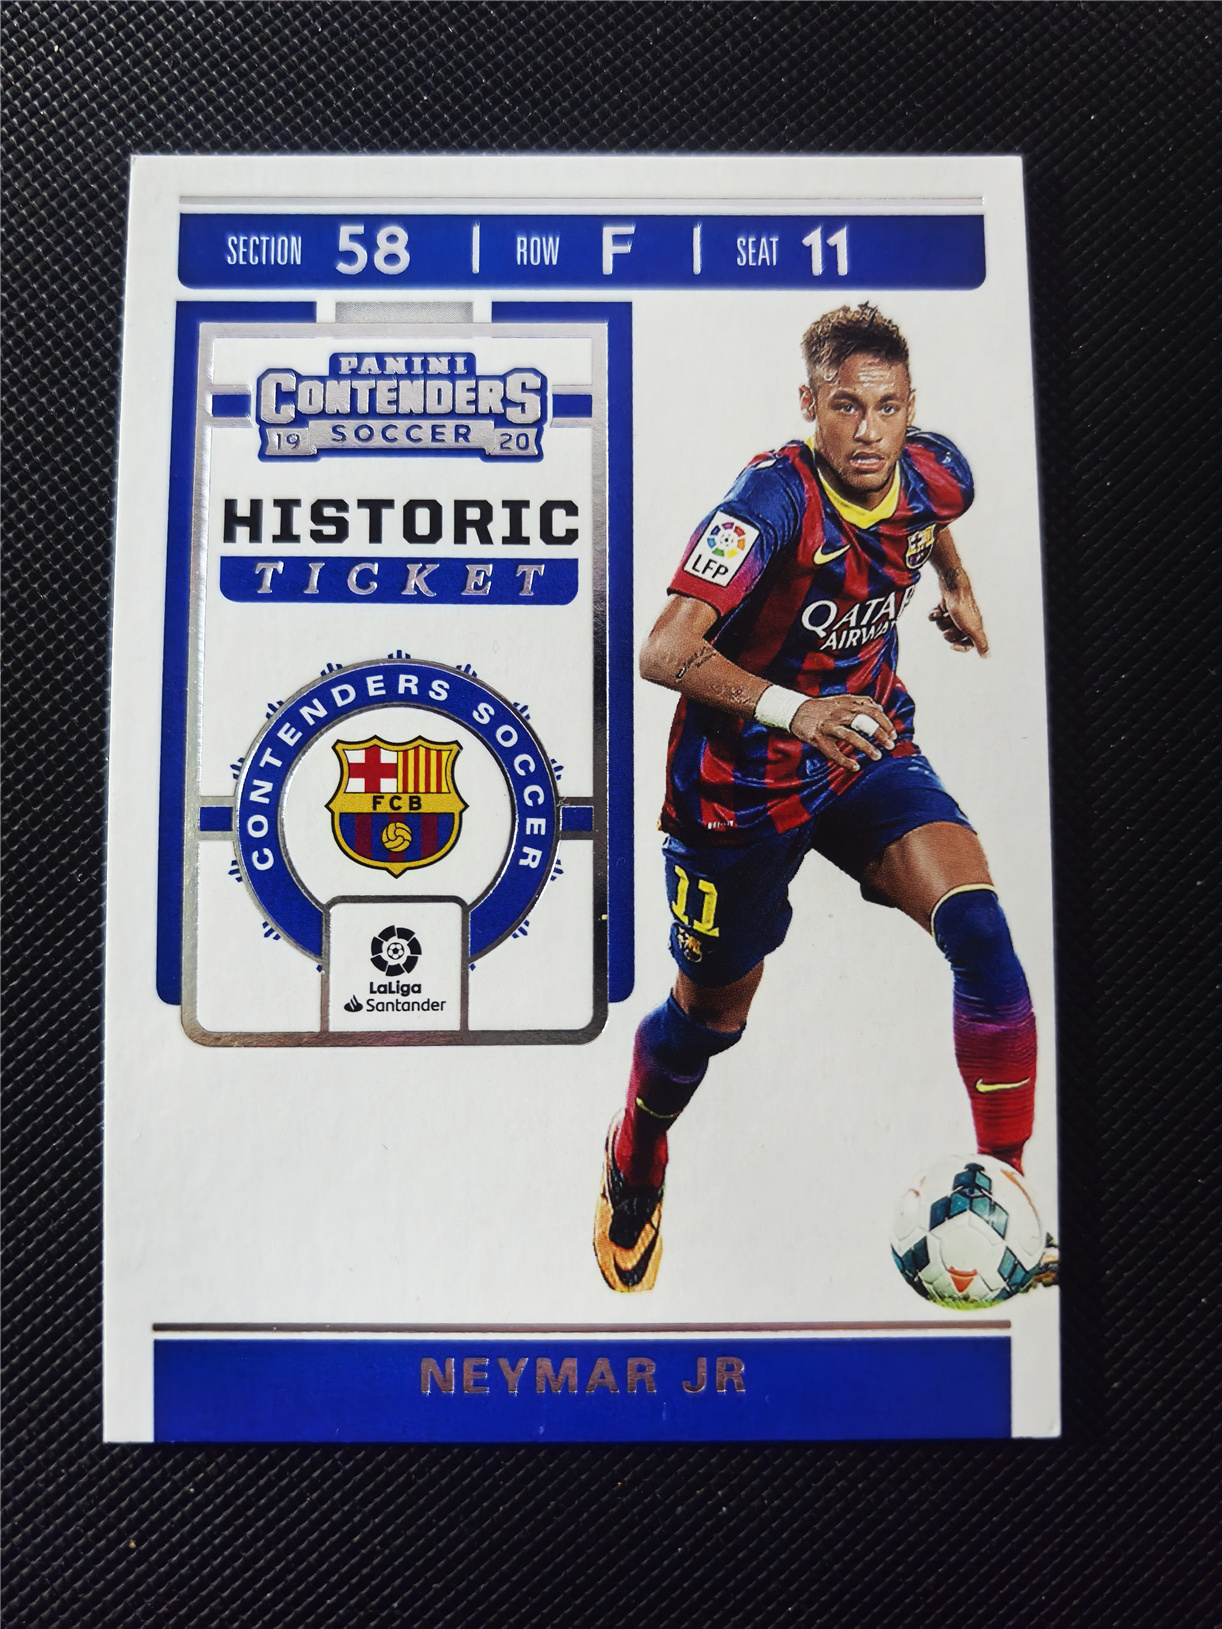 SECTION 58 | ROW F | SEAT 11
PANINI
CONTENDERS
19 SOCCER 20
HISTORIC
TICKET
CONTENDERS SOCCER
FCB
LaLiga
Santander
LFP
QATAR
AIRWA
11
NEYMAR JR